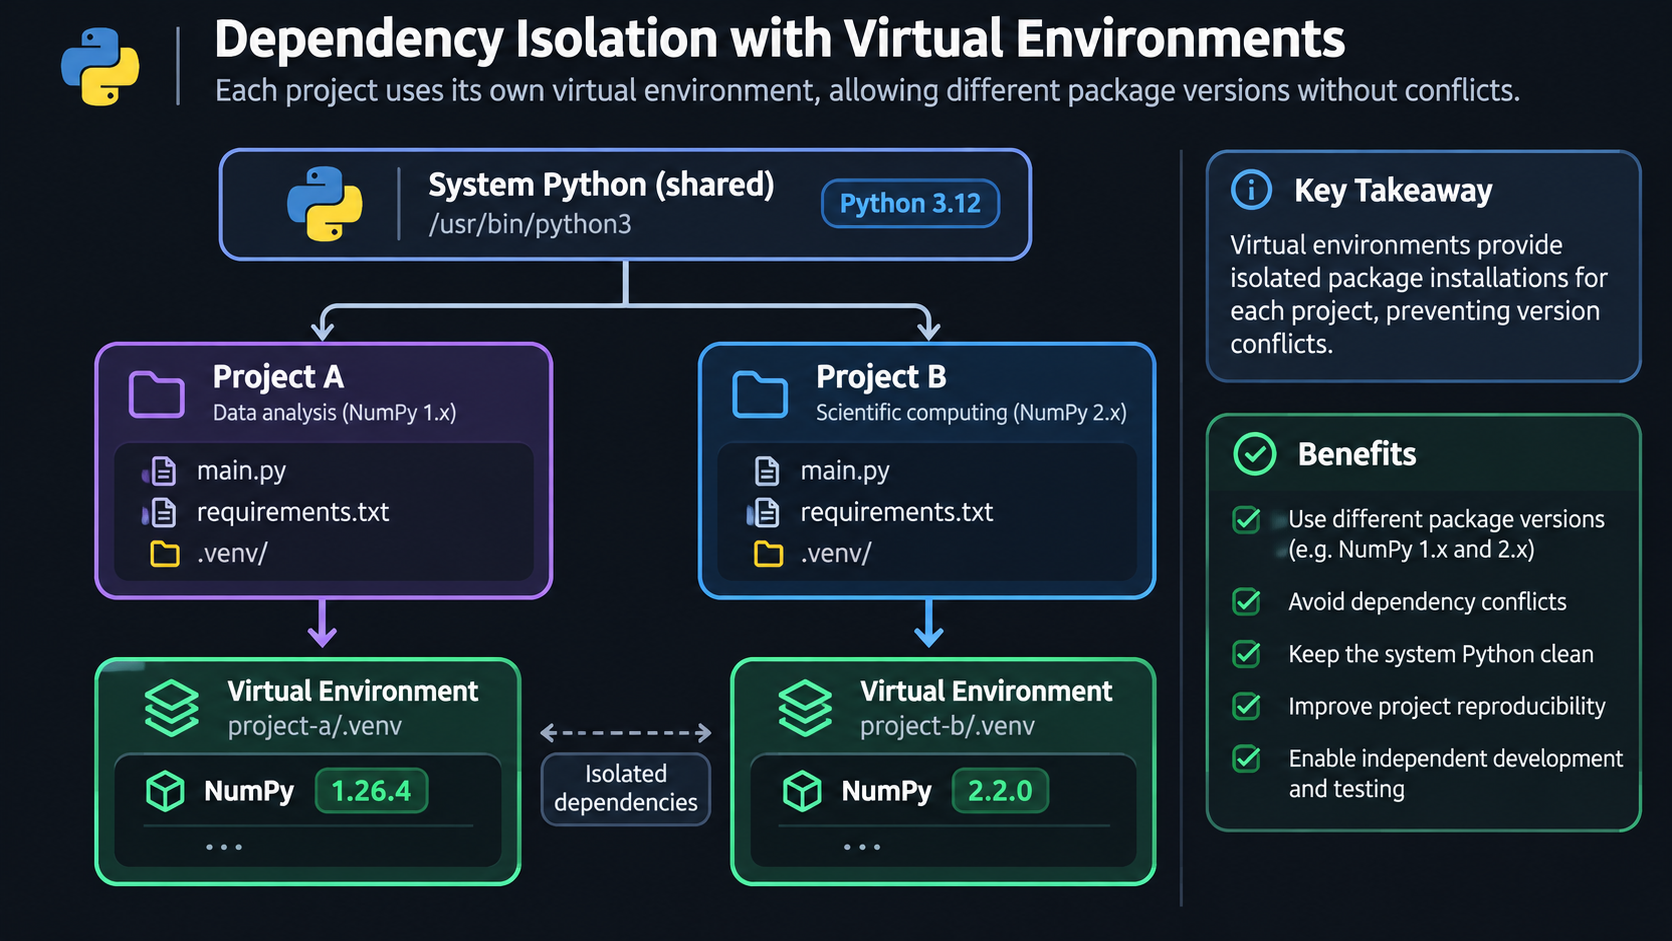 Dependency Isolation with Virtual Environments
Each project uses its own virtual environment, allowing different package versions without conflicts.
System Python (shared)
/usr/bin/python3
Python 3.12
Project A
Data analysis (NumPy 1.x)
main.py
requirements.txt
.venv/
Project B
Scientific computing (NumPy 2.x)
main.py
requirements.txt
.venv/
Virtual Environment
project-a/.venv
NumPy
1.26.4
...
Isolated
dependencies
Virtual Environment
project-b/.venv
NumPy
2.2.0
...
Key Takeaway
Virtual environments provide
isolated package installations for
each project, preventing version
conflicts.
Benefits
Use different package versions
(e.g. NumPy 1.x and 2.x)
Avoid dependency conflicts
Keep the system Python clean
Improve project reproducibility
Enable independent development
and testing